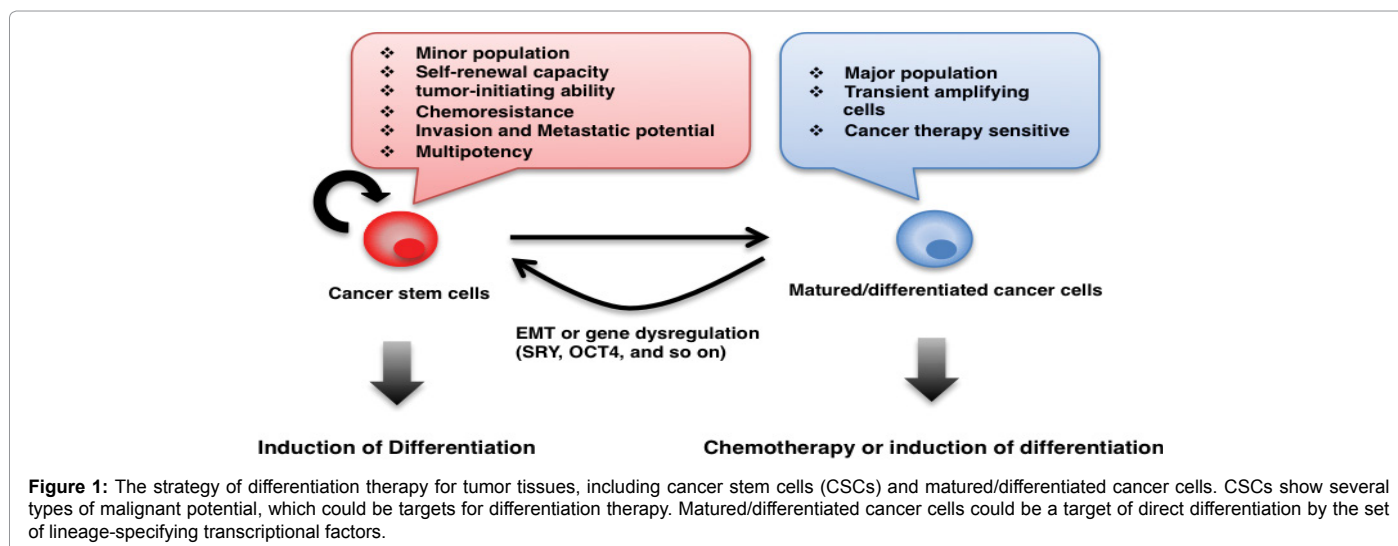 ❖ Minor population
❖ Self-renewal capacity
❖ tumor-initiating ability
❖ Chemoresistance
❖ Invasion and Metastatic potential
❖ Multipotency
❖ Major population
❖ Transient amplifying
cells
❖ Cancer therapy sensitive
Cancer stem cells
Matured/differentiated cancer cells
EMT or gene dysregulation
(SRY, OCT4, and so on)
Induction of Differentiation
Chemotherapy or induction of differentiation
Figure 1: The strategy of differentiation therapy for tumor tissues, including cancer stem cells (CSCs) and matured/differentiated cancer cells. CSCs show several
types of malignant potential, which could be targets for differentiation therapy. Matured/differentiated cancer cells could be a target of direct differentiation by the set
of lineage-specifying transcriptional factors.